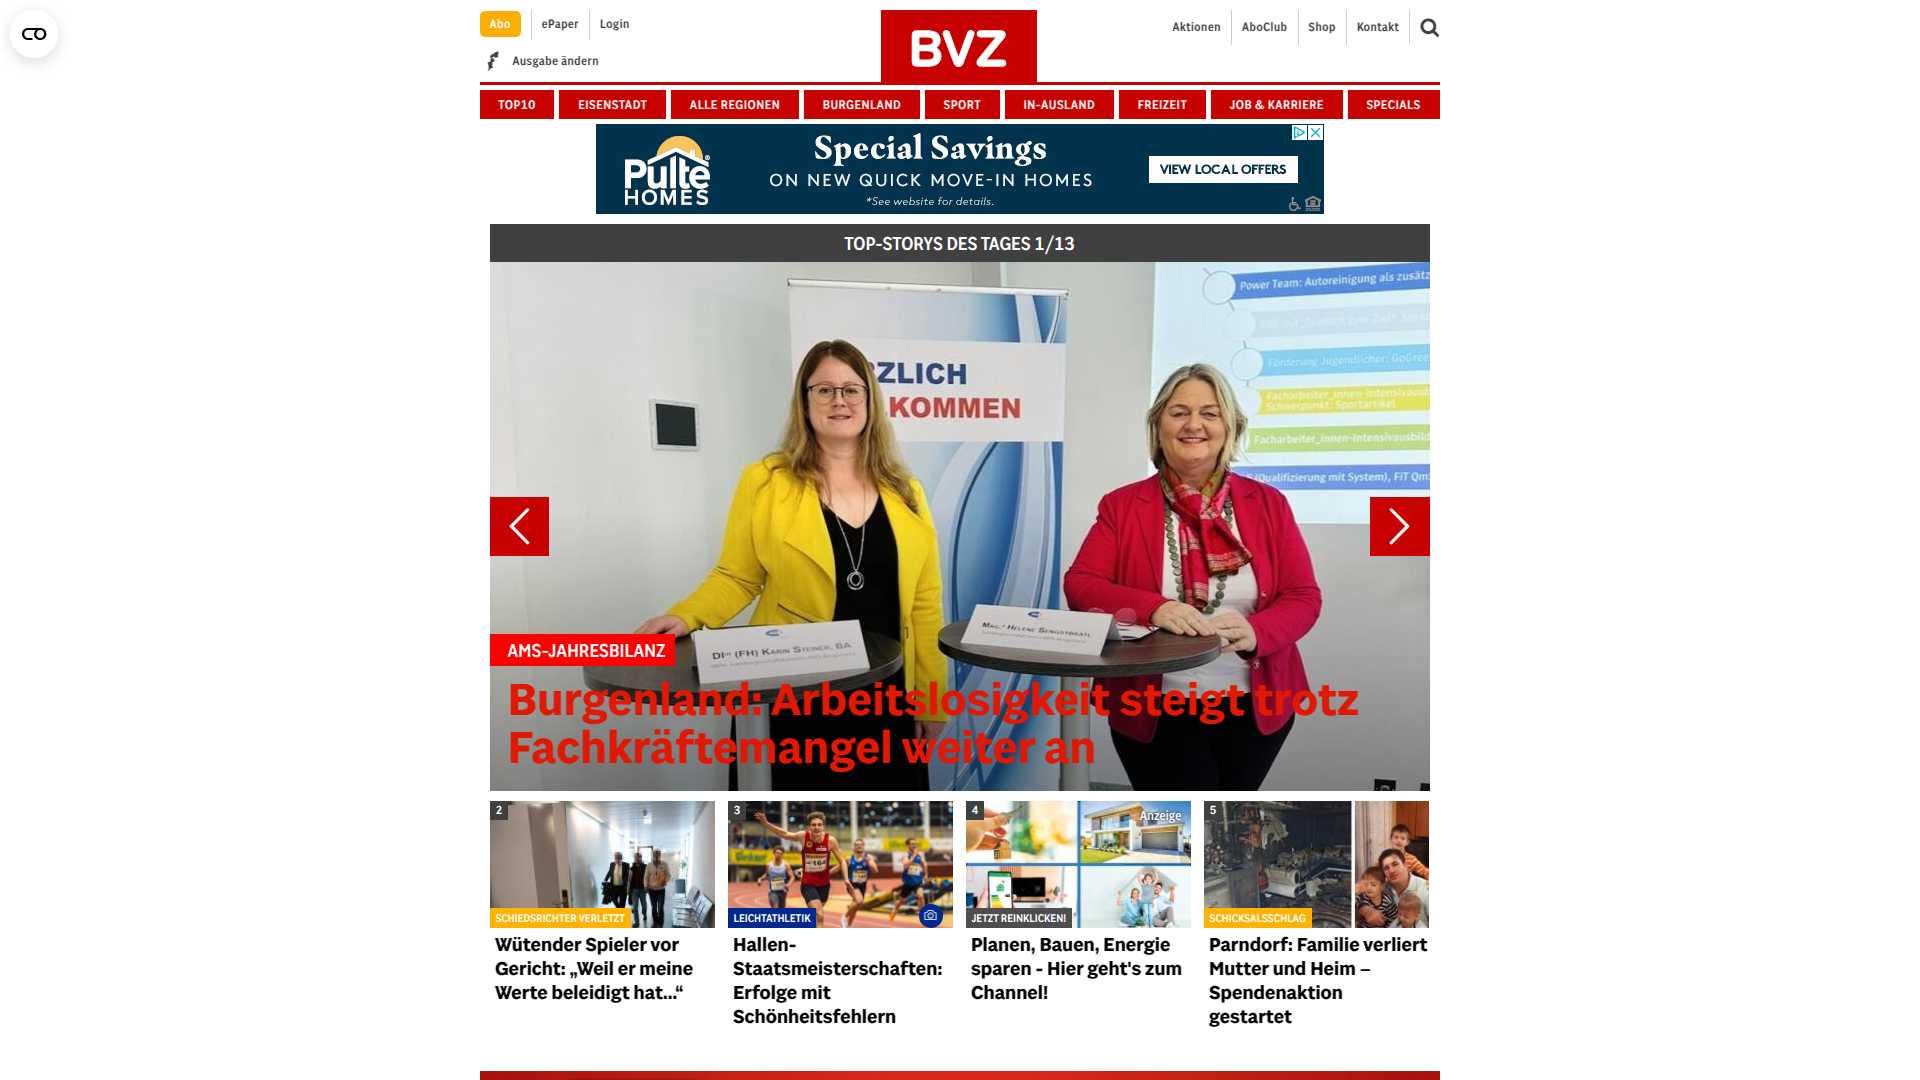 Abo
ePaper
Login
Ausgabe ändern
BVZ
Aktionen
AboClub
Shop
Kontakt
TOP10
EISENSTADT
ALLE REGIONEN
BURGENLAND
SPORT
IN-AUSLAND
FREIZEIT
JOB & KARRIERE
SPECIALS
Pulte
HOMES
Special Savings
ON NEW QUICK MOVE-IN HOMES
*See website for details.
VIEW LOCAL OFFERS
TOP-STORYS DES TAGES 1/13
Power Team: Autoreinigung als zusätz
Förderung Jugendlicher: GoGree
Facharbeiter_innen-Intensivaus
Schwerpunkt: Sportartikel
Facharbeiter_innen-Intensivausbild
(Qualifizierung mit System), FiT Qm
RZLICH
LKOMMEN
DIin (FH) Karin Steiner, BA
Mag.a Helene Sengstbratl
AMS-JAHRESBILANZ
Burgenland: Arbeitslosigkeit steigt trotz
Fachkräftemangel weiter an
2
SCHIEDSRICHTER VERLETZT
Wütender Spieler vor
Gericht: „Weil er meine
Werte beleidigt hat...“
3
LEICHTATHLETIK
Hallen-
Staatsmeisterschaften:
Erfolge mit
Schönheitsfehlern
4
Anzeige
JETZT REINKLICKEN!
Planen, Bauen, Energie
sparen - Hier geht's zum
Channel!
5
SCHICKSALSSCHLAG
Parndorf: Familie verliert
Mutter und Heim –
Spendenaktion
gestartet